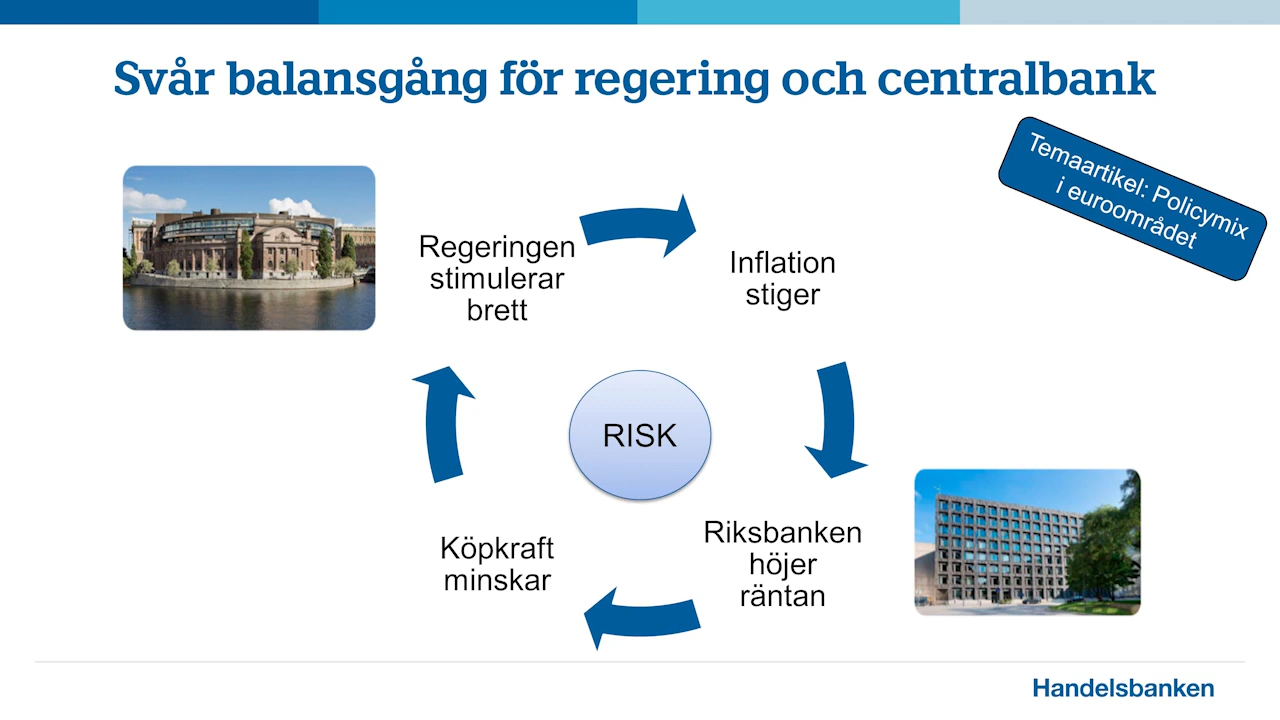 Svår balansgång för regering och centralbank
Temaartikel: Policymix
i euroområdet
Regeringen
stimulerar
brett
Inflation
stiger
RISK
Riksbanken
höjer
räntan
Köpkraft
minskar
Handelsbanken